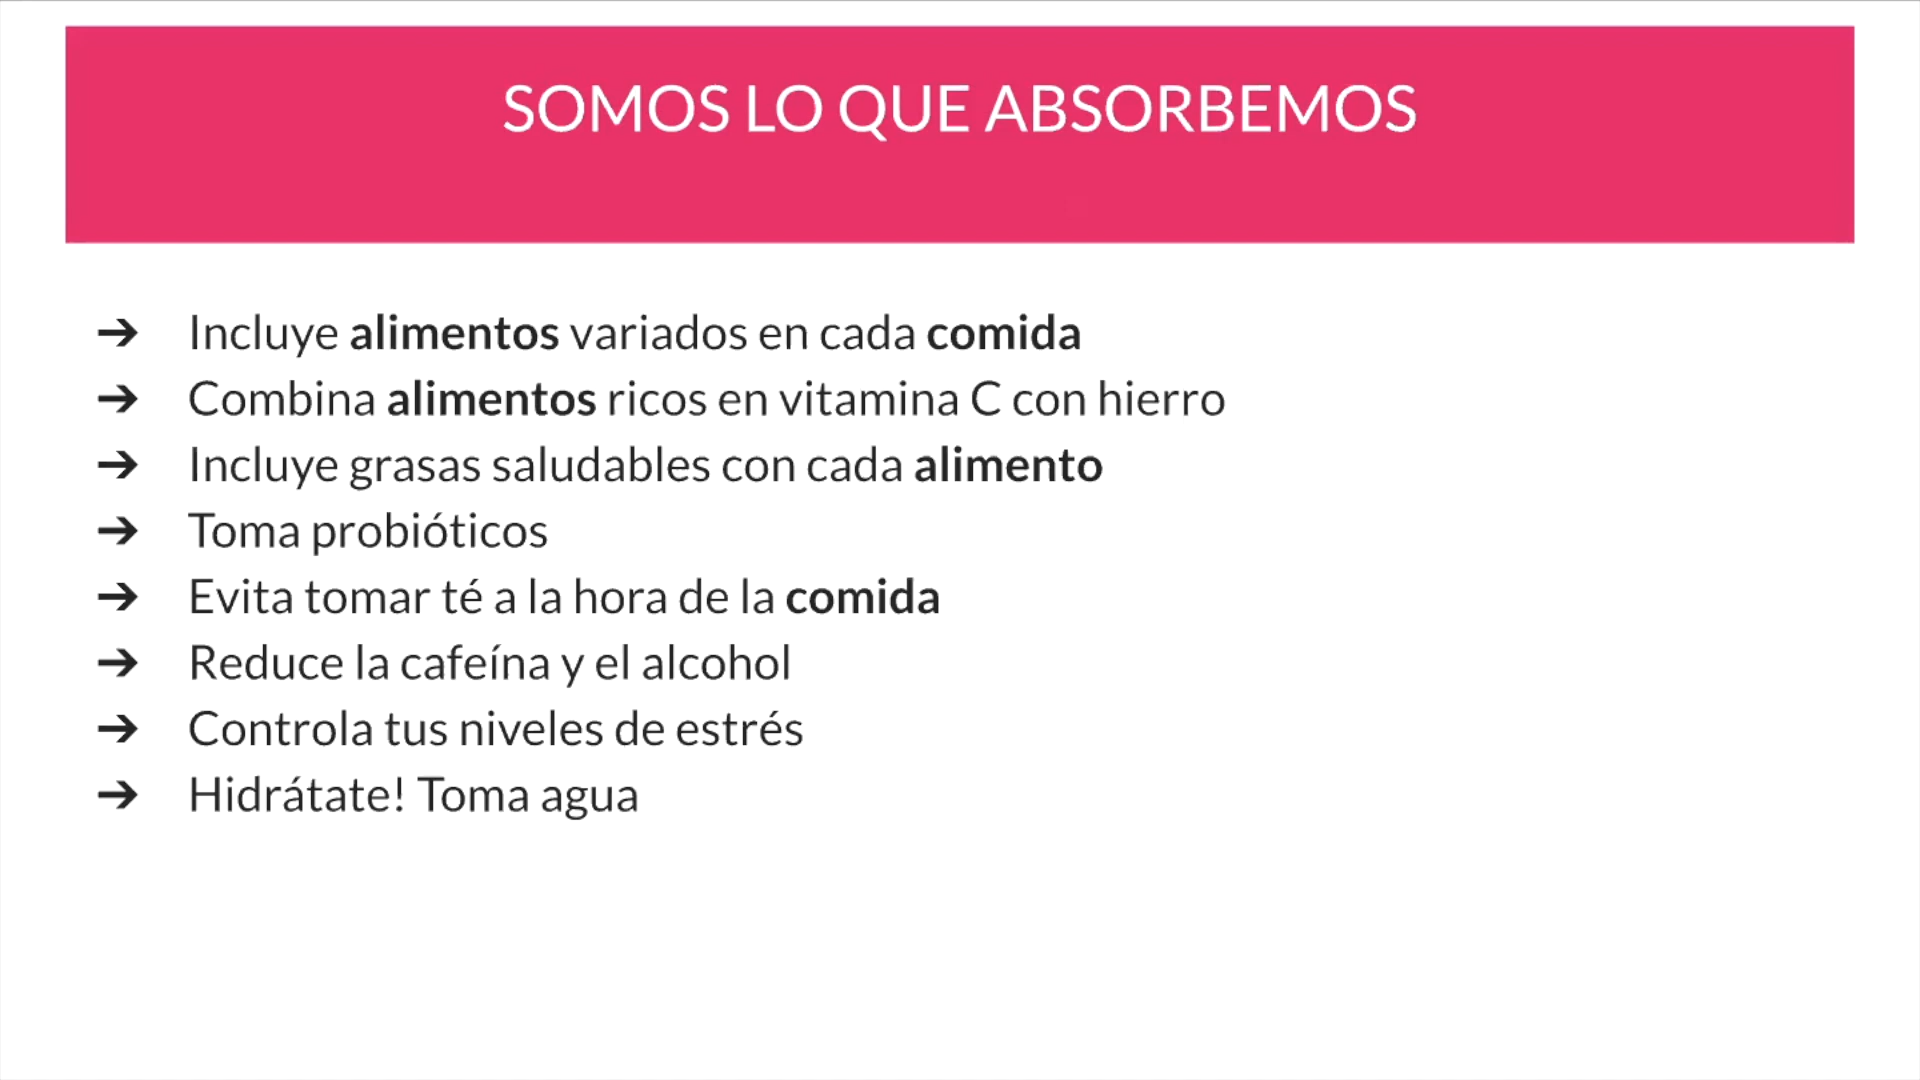 SOMOS LO QUE ABSORBEMOS
➔ Incluye alimentos variados en cada comida
➔ Combina alimentos ricos en vitamina C con hierro
➔ Incluye grasas saludables con cada alimento
➔ Toma probióticos
➔ Evita tomar té a la hora de la comida
➔ Reduce la cafeína y el alcohol
➔ Controla tus niveles de estrés
➔ Hidrátate! Toma agua